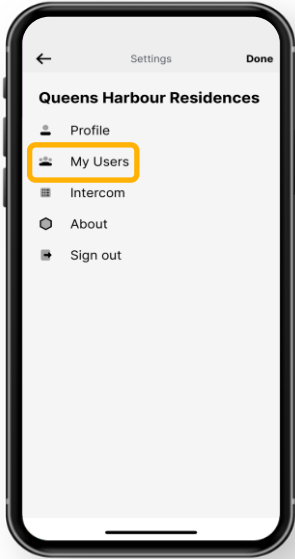 Settings Done
Queens Harbour Residences
Profile
My Users
Intercom
About
Sign out